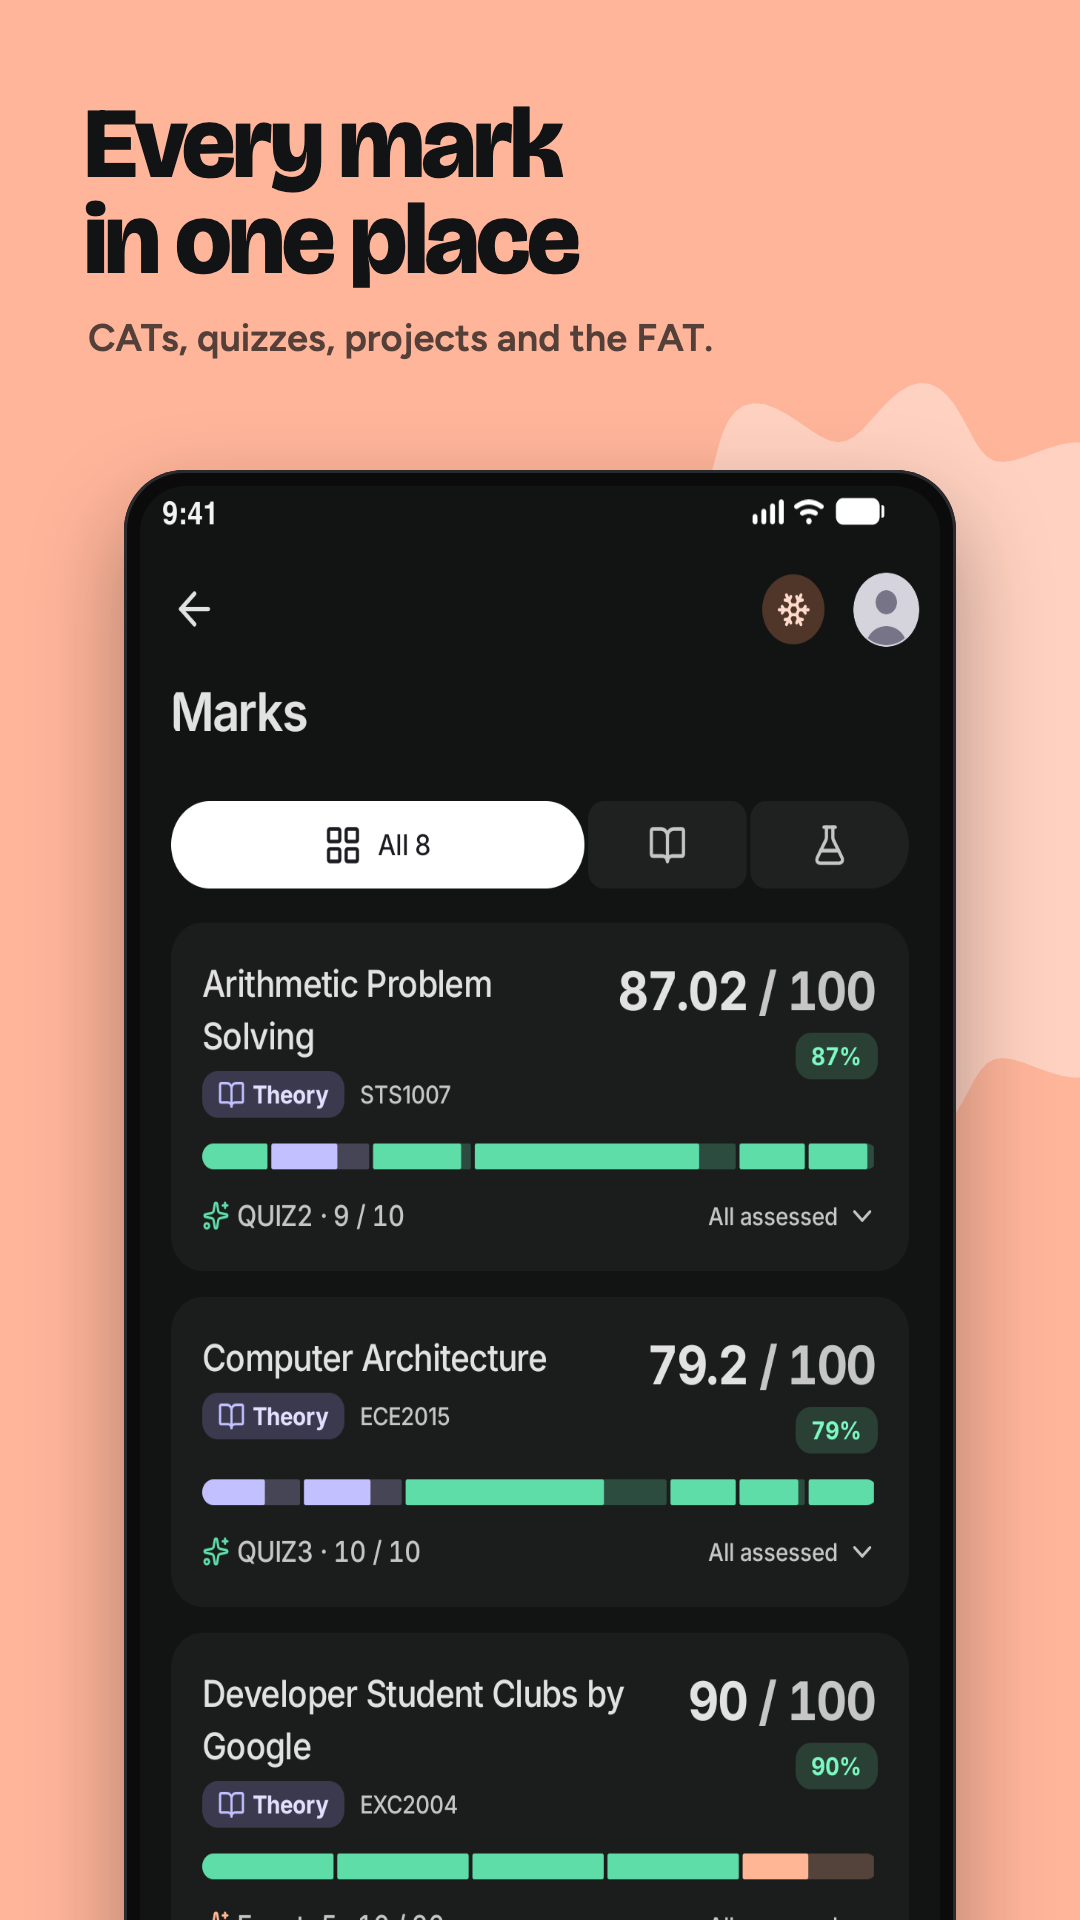 Every mark
in one place
CATs, quizzes, projects and the FAT.
9:41
Marks
All 8
Arithmetic Problem
Solving
87.02 / 100
87%
Theory STS1007
QUIZ2 · 9 / 10
All assessed
Computer Architecture
79.2 / 100
Theory ECE2015
79%
QUIZ3 · 10 / 10
All assessed
Developer Student Clubs by
Google
90 / 100
90%
Theory EXC2004